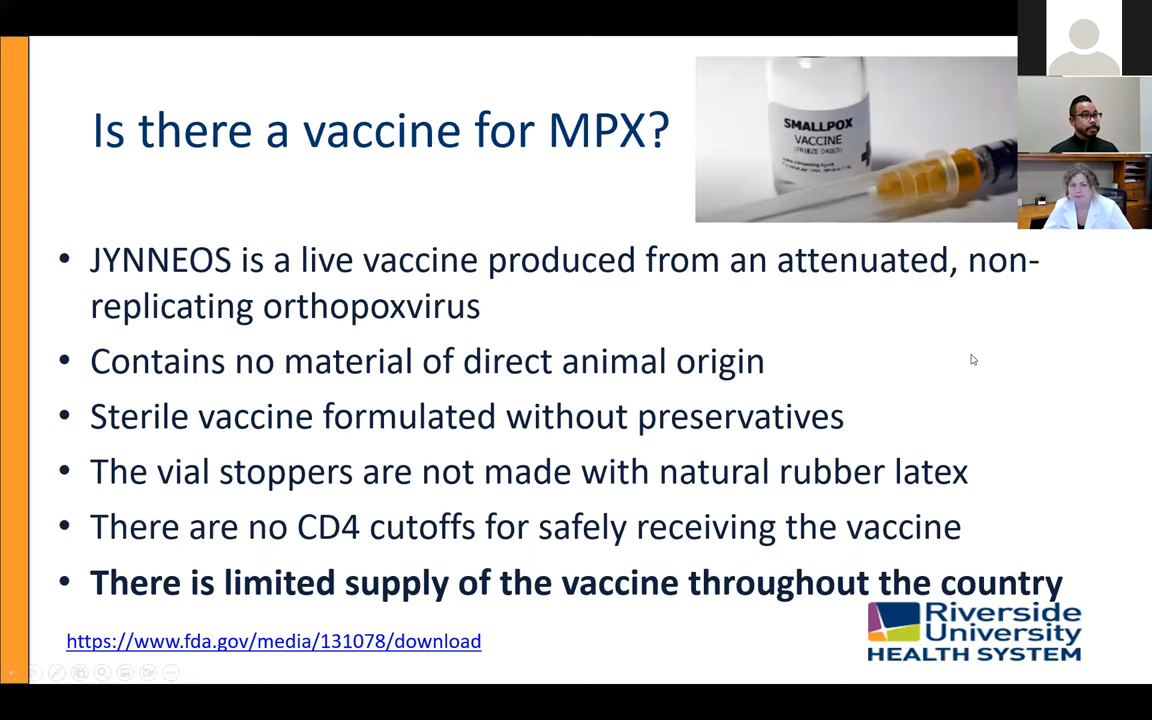 Is there a vaccine for MPX?
SMALLPOX
VACCINE
(FREEZE DRIED)
• JYNNEOS is a live vaccine produced from an attenuated, non-
replicating orthopoxvirus
• Contains no material of direct animal origin
• Sterile vaccine formulated without preservatives
• The vial stoppers are not made with natural rubber latex
• There are no CD4 cutoffs for safely receiving the vaccine
• There is limited supply of the vaccine throughout the country
https://www.fda.gov/media/131078/download
Riverside
University
HEALTH SYSTEM